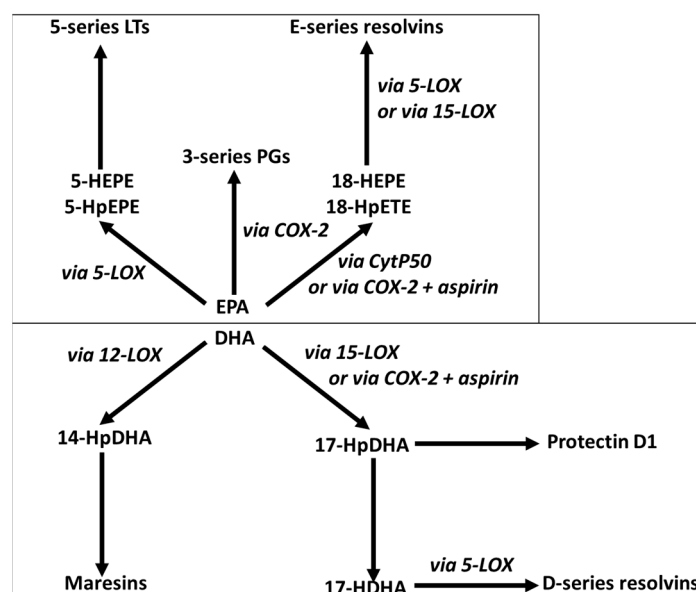 5-series LTs
E-series resolvins
via 5-LOX
or via 15-LOX
3-series PGs
5-HEPE
5-HpEPE
18-HEPE
18-HpETE
via COX-2
via 5-LOX
via CytP50
or via COX-2 + aspirin
EPA
DHA
via 12-LOX
via 15-LOX
or via COX-2 + aspirin
14-HpDHA
17-HpDHA
Protectin D1
via 5-LOX
Maresins
17-HDHA
D-series resolvins